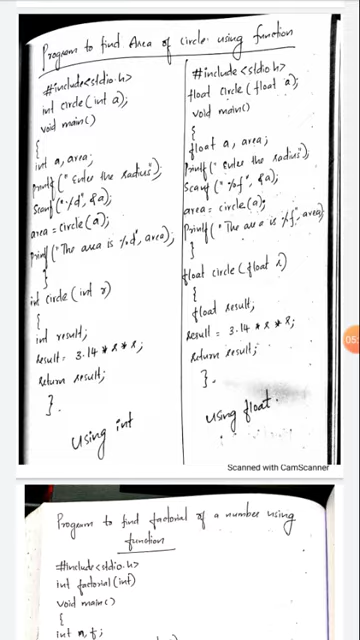 Program to find Area of Circle using function
#include<stdio.h>
int circle(int a);
void main()
{
int a, area;
printf("Enter the radius");
Scanf("%d", &a);
area = circle(a);
printf("The area is %d", area);
}
int circle(int r)
{
int result;
result = 3.14 * r * r;
return result;
}.
Using int
#include<stdio.h>
float circle(float a);
void main()
{
float a, area;
Printf("Enter the radius);
Scanf("%f", &a);
area = circle(a);
Printf("The area is %f", area)
}
float circle(float r)
{
float result;
result = 3.14 * r * r;
return result;
}.
Using float.
05:
Scanned with CamScanner
Program to find factorial of a number using
function
#include<stdio.h>
int factorial(int)
void main()
{
int n, f;